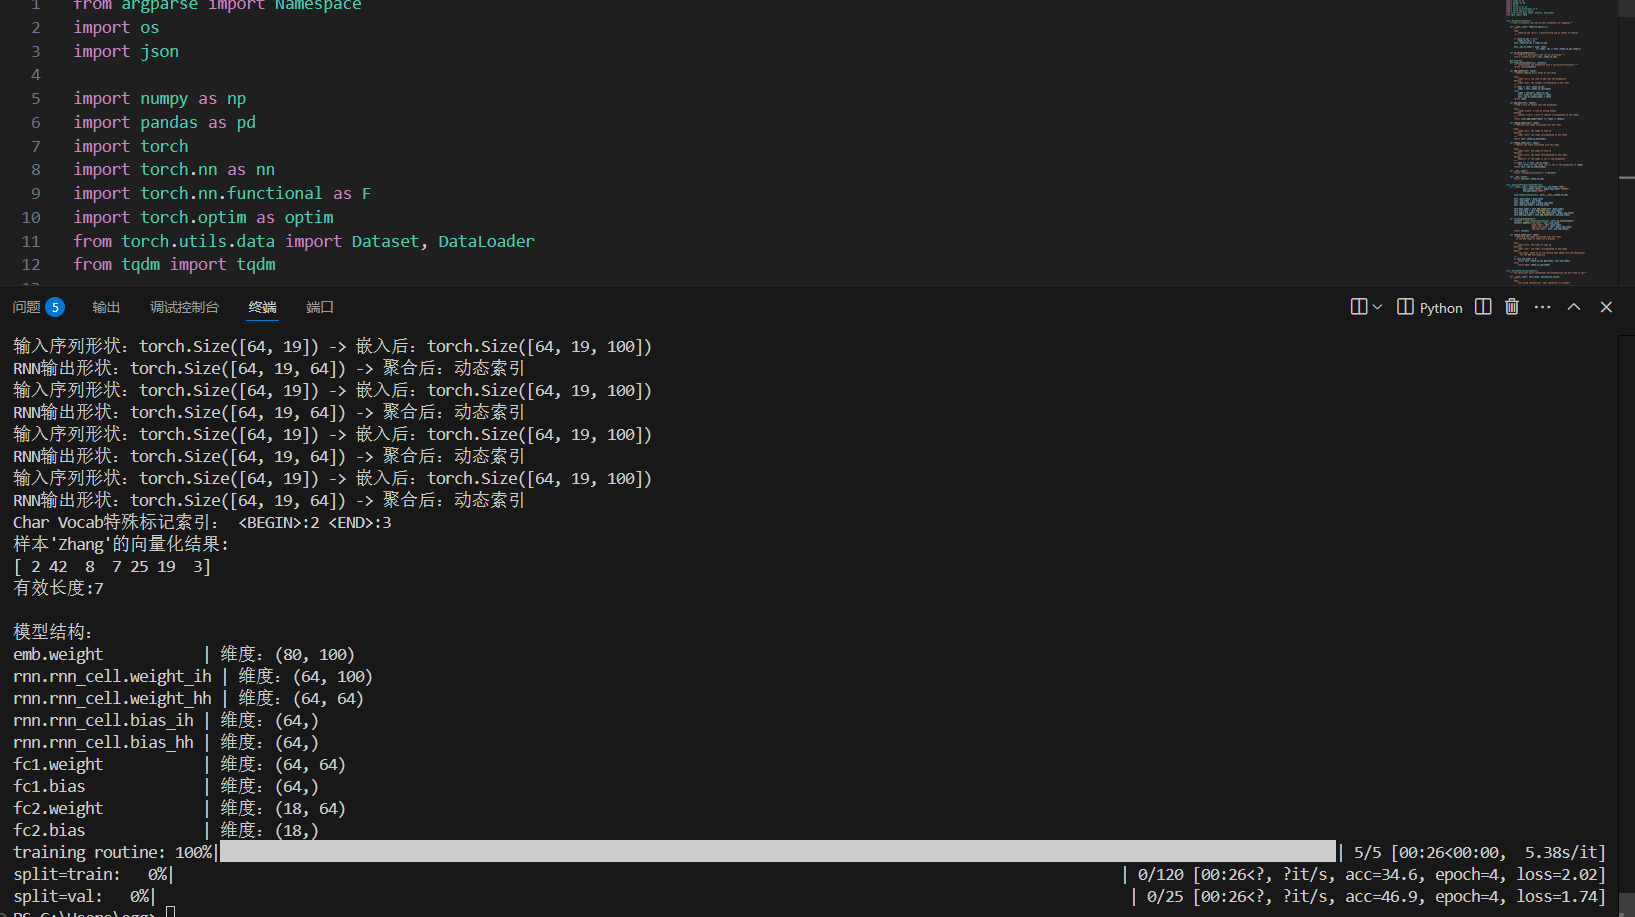 1 from argparse import Namespace
2 import os
3 import json
4
5 import numpy as np
6 import pandas as pd
7 import torch
8 import torch.nn as nn
9 import torch.nn.functional as F
10 import torch.optim as optim
11 from torch.utils.data import Dataset, DataLoader
12 from tqdm import tqdm
问题 5 输出 调试控制台 终端 端口 Python
输入序列形状: torch.Size([64, 19]) -> 嵌入后: torch.Size([64, 19, 100])
RNN输出形状: torch.Size([64, 19, 64]) -> 聚合后: 动态索引
输入序列形状: torch.Size([64, 19]) -> 嵌入后: torch.Size([64, 19, 100])
RNN输出形状: torch.Size([64, 19, 64]) -> 聚合后: 动态索引
输入序列形状: torch.Size([64, 19]) -> 嵌入后: torch.Size([64, 19, 100])
RNN输出形状: torch.Size([64, 19, 64]) -> 聚合后: 动态索引
输入序列形状: torch.Size([64, 19]) -> 嵌入后: torch.Size([64, 19, 100])
RNN输出形状: torch.Size([64, 19, 64]) -> 聚合后: 动态索引
Char Vocab特殊标记索引: <BEGIN>:2 <END>:3
样本'Zhang'的向量化结果:
[ 2 42  8  7 25 19  3]
有效长度:7
模型结构:
emb.weight | 维度: (80, 100)
rnn.rnn_cell.weight_ih | 维度: (64, 100)
rnn.rnn_cell.weight_hh | 维度: (64, 64)
rnn.rnn_cell.bias_ih | 维度: (64,)
rnn.rnn_cell.bias_hh | 维度: (64,)
fc1.weight | 维度: (64, 64)
fc1.bias | 维度: (64,)
fc2.weight | 维度: (18, 64)
fc2.bias | 维度: (18,)
training routine: 100%| | 5/5 [00:26<00:00,  5.38s/it]
split=train:   0%| | 0/120 [00:26<?, ?it/s, acc=34.6, epoch=4, loss=2.02]
split=val:   0%| | 0/25 [00:26<?, ?it/s, acc=46.9, epoch=4, loss=1.74]
PS C:\Users\egg>